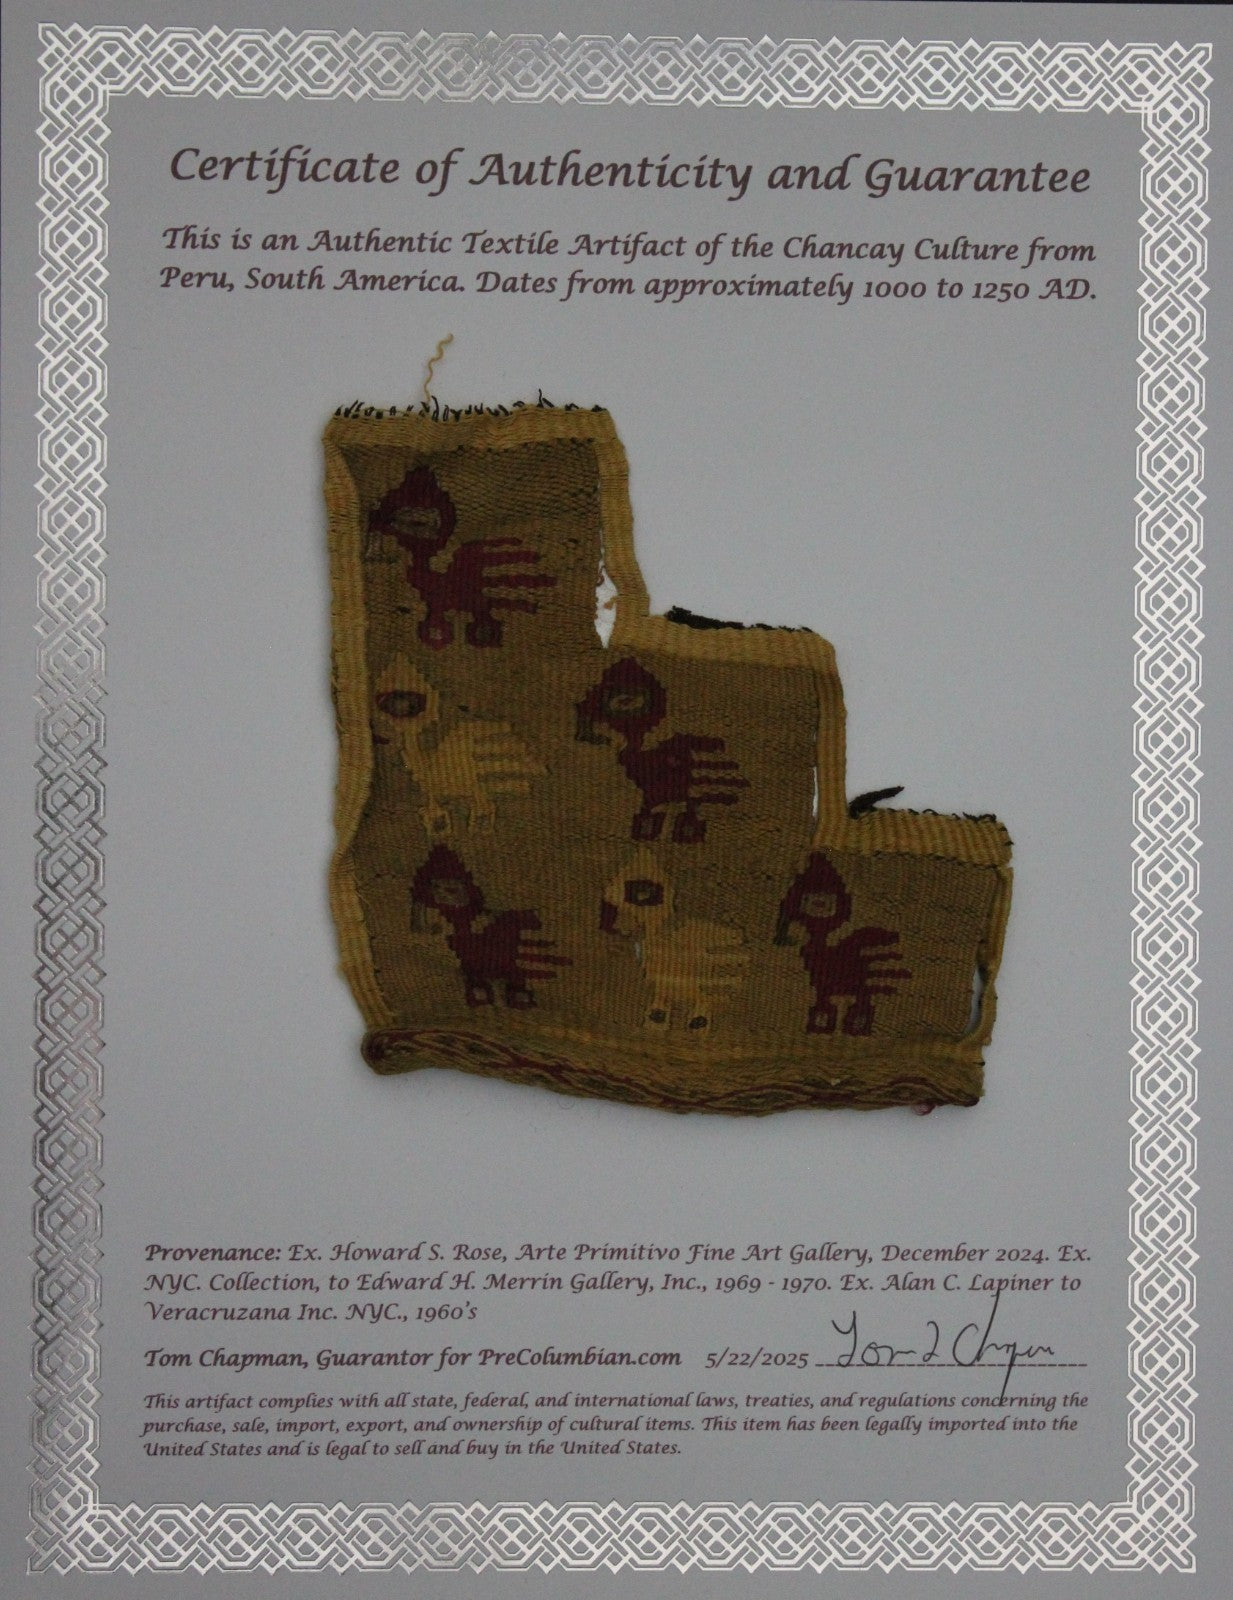 Certificate of Authenticity and Guarantee
This is an Authentic Textile Artifact of the Chancay Culture from
Peru, South America. Dates from approximately 1000 to 1250 AD.
Provenance: Ex. Howard S. Rose, Arte Primitivo Fine Art Gallery, December 2024. Ex.
NYC. Collection, to Edward H. Merrin Gallery, Inc., 1969 - 1970. Ex. Alan C. Lapiner to
Veracruzana Inc. NYC., 1960's
Tom Chapman, Guarantor for PreColumbian.com 5/22/2025
This artifact complies with all state, federal, and international laws, treaties, and regulations concerning the
purchase, sale, import, export, and ownership of cultural items. This item has been legally imported into the
United States and is legal to sell and buy in the United States.